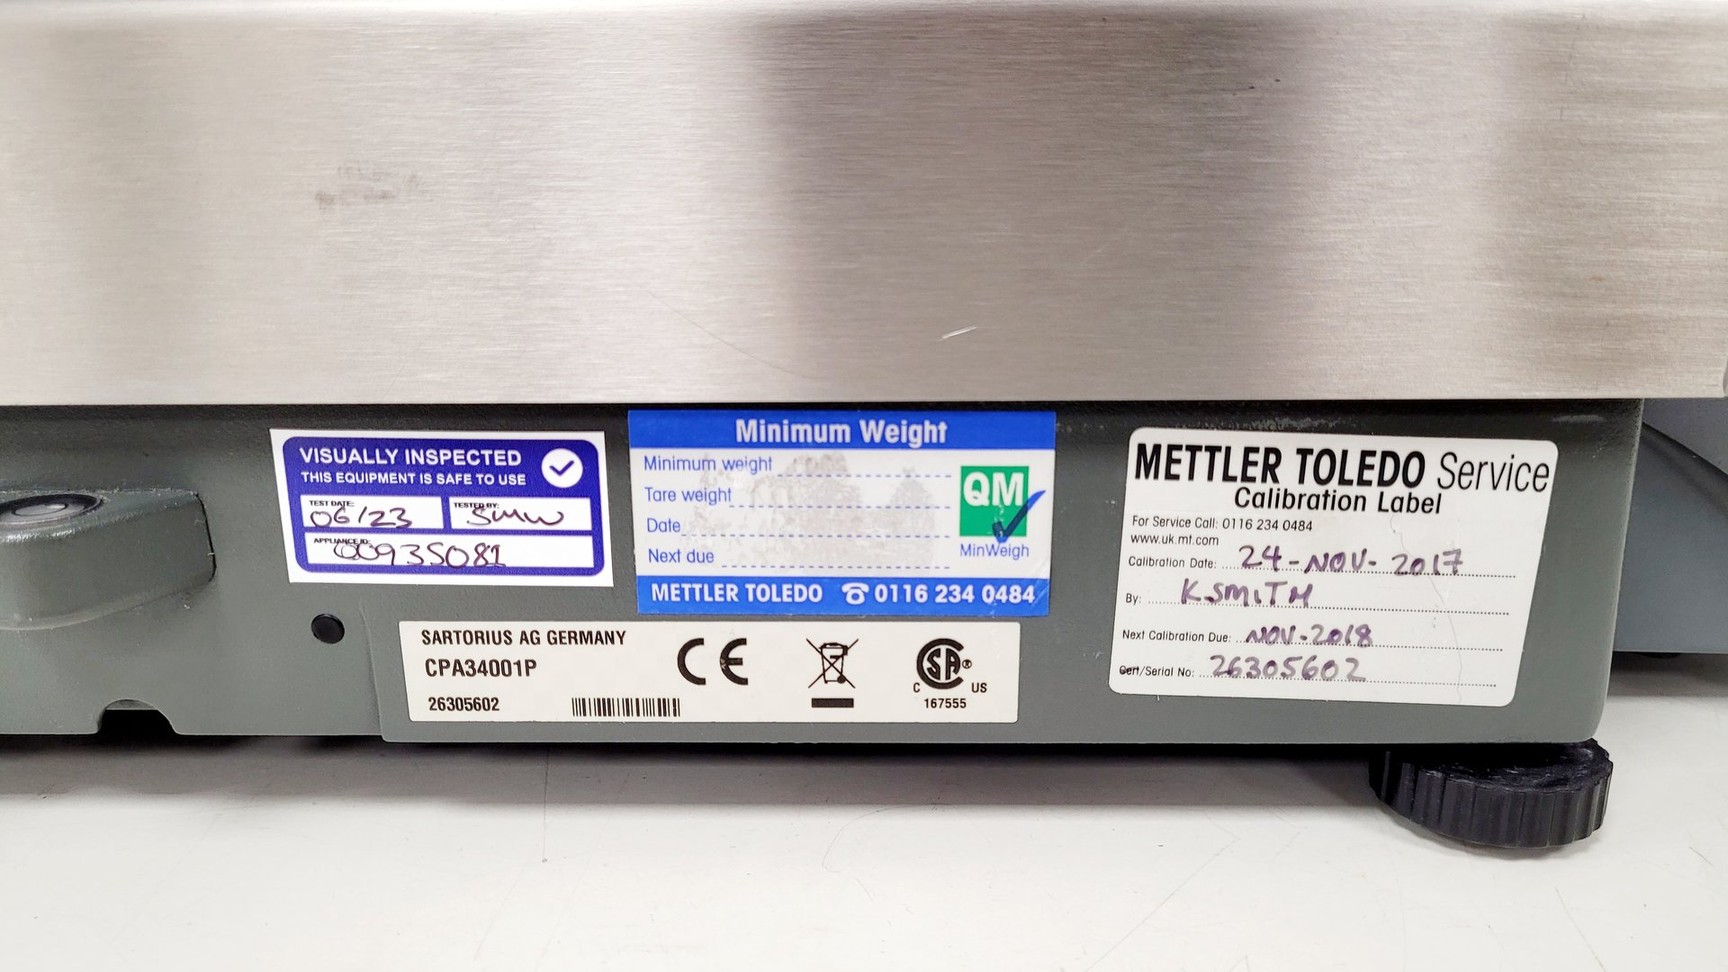 VISUALLY INSPECTED
THIS EQUIPMENT IS SAFE TO USE
TEST DATE:
06/23
TESTED BY:
SMW
APPLIANCE ID:
00935081
Minimum Weight
Minimum weight
Tare weight
Date
Next due
QM
MinWeigh
METTLER TOLEDO ☎ 0116 234 0484
SARTORIUS AG GERMANY
CPA34001P
26305602
CE
CSA®
C US
167555
METTLER TOLEDO Service
Calibration Label
For Service Call: 0116 234 0484
www.uk.mt.com
Calibration Date: 24-NOV-2017
By: K SMITH
Next Calibration Due: NOV-2018
Cert/Serial No: 26305602